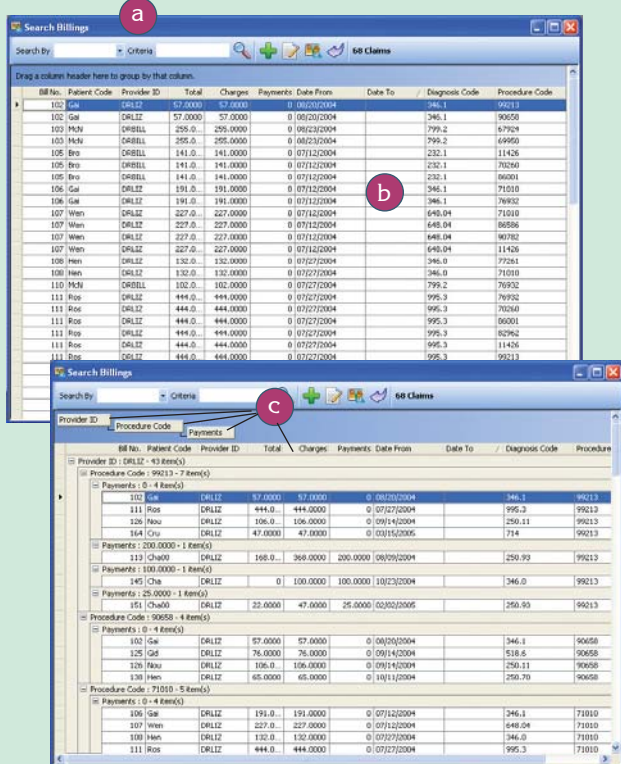 a
Search Billings
Search By Criteria 68 Claims
Drag a column header here to group by that column.
Bill No. Patient Code Provider ID Total Charges Payments Date From Date To Diagnosis Code Procedure Code
102 Gai DRLIZ 57.0000 57.0000 0 08/20/2004 346.1 99213
102 Gai DRLIZ 57.0000 57.0000 0 08/20/2004 346.1 90658
103 McN DRBILL 255.0... 255.0000 0 08/23/2004 799.2 67924
103 McN DRBILL 255.0... 255.0000 0 08/23/2004 799.2 69950
105 Bro DRBILL 141.0... 141.0000 0 07/12/2004 232.1 11426
105 Bro DRBILL 141.0... 141.0000 0 07/12/2004 232.1 70260
105 Bro DRBILL 141.0... 141.0000 0 07/12/2004 232.1 86001
106 Gai DRLIZ 191.0... 191.0000 0 07/12/2004 346.1 71010
106 Gai DRLIZ 191.0... 191.0000 0 07/12/2004 346.1 76932
107 Wen DRLIZ 227.0... 227.0000 0 07/12/2004 648.04 71010
107 Wen DRLIZ 227.0... 227.0000 0 07/12/2004 648.04 86586
107 Wen DRLIZ 227.0... 227.0000 0 07/12/2004 648.04 90782
107 Wen DRLIZ 227.0... 227.0000 0 07/12/2004 648.04 11426
108 Hen DRLIZ 132.0... 132.0000 0 07/27/2004 346.0 77261
108 Hen DRLIZ 132.0... 132.0000 0 07/27/2004 346.0 71010
110 McN DRBILL 102.0... 102.0000 0 07/27/2004 799.2 76932
111 Ros DRLIZ 444.0... 444.0000 0 07/27/2004 995.3 76932
111 Ros DRLIZ 444.0... 444.0000 0 07/27/2004 995.3 70260
111 Ros DRLIZ 444.0... 444.0000 0 07/27/2004 995.3 86001
111 Ros DRLIZ 444.0... 444.0000 0 07/27/2004 995.3 82962
111 Ros DRLIZ 444.0... 444.0000 0 07/27/2004 995.3 11426
111 Ros DRLIZ 444.0... 444.0000 0 07/27/2004 995.3 99213
b
Search Billings
Search By Criteria 68 Claims
c
Provider ID
Procedure Code
Payments
Bill No. Patient Code Provider ID Total Charges Payments Date From Date To Diagnosis Code Procedure
Provider ID : DRLIZ - 43 item(s)
Procedure Code : 99213 - 7 item(s)
Payments : 0 - 4 item(s)
102 Gai DRLIZ 57.0000 57.0000 0 08/20/2004 346.1 99213
111 Ros DRLIZ 444.0... 444.0000 0 07/27/2004 995.3 99213
126 Nou DRLIZ 106.0... 106.0000 0 09/14/2004 250.11 99213
164 Cru DRLIZ 47.0000 47.0000 0 03/15/2005 714 99213
Payments : 200.0000 - 1 item(s)
113 Cha00 DRLIZ 168.0... 368.0000 200.0000 08/09/2004 250.93 99213
Payments : 100.0000 - 1 item(s)
145 Cha DRLIZ 0 100.0000 100.0000 10/23/2004 346.0 99213
Payments : 25.0000 - 1 item(s)
151 Cha00 DRLIZ 22.0000 47.0000 25.0000 02/02/2005 250.93 99213
Procedure Code : 90658 - 4 item(s)
Payments : 0 - 4 item(s)
102 Gai DRLIZ 57.0000 57.0000 0 08/20/2004 346.1 90658
125 Gid DRLIZ 76.0000 76.0000 0 09/14/2004 518.6 90658
126 Nou DRLIZ 106.0... 106.0000 0 09/14/2004 250.11 90658
138 Hen DRLIZ 65.0000 65.0000 0 10/11/2004 250.70 90658
Procedure Code : 71010 - 5 item(s)
Payments : 0 - 4 item(s)
106 Gai DRLIZ 191.0... 191.0000 0 07/12/2004 346.1 71010
107 Wen DRLIZ 227.0... 227.0000 0 07/12/2004 648.04 71010
108 Hen DRLIZ 132.0... 132.0000 0 07/27/2004 346.0 71010
111 Ros DRLIZ 444.0... 444.0000 0 07/27/2004 995.3 71010